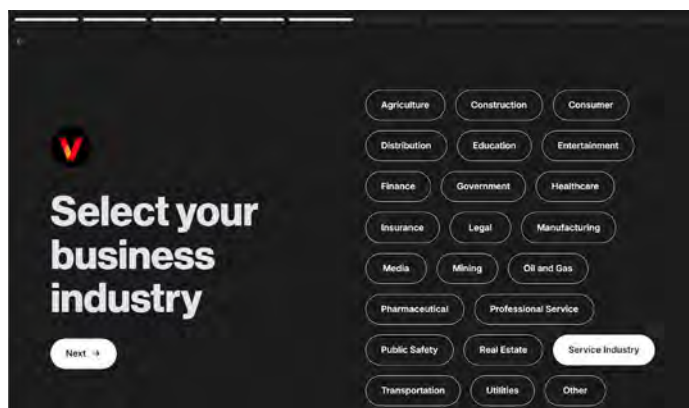 Select your
business
industry
Next →
Agriculture
Construction
Consumer
Distribution
Education
Entertainment
Finance
Government
Healthcare
Insurance
Legal
Manufacturing
Media
Mining
Oil and Gas
Pharmaceutical
Professional Service
Public Safety
Real Estate
Service Industry
Transportation
Utilities
Other